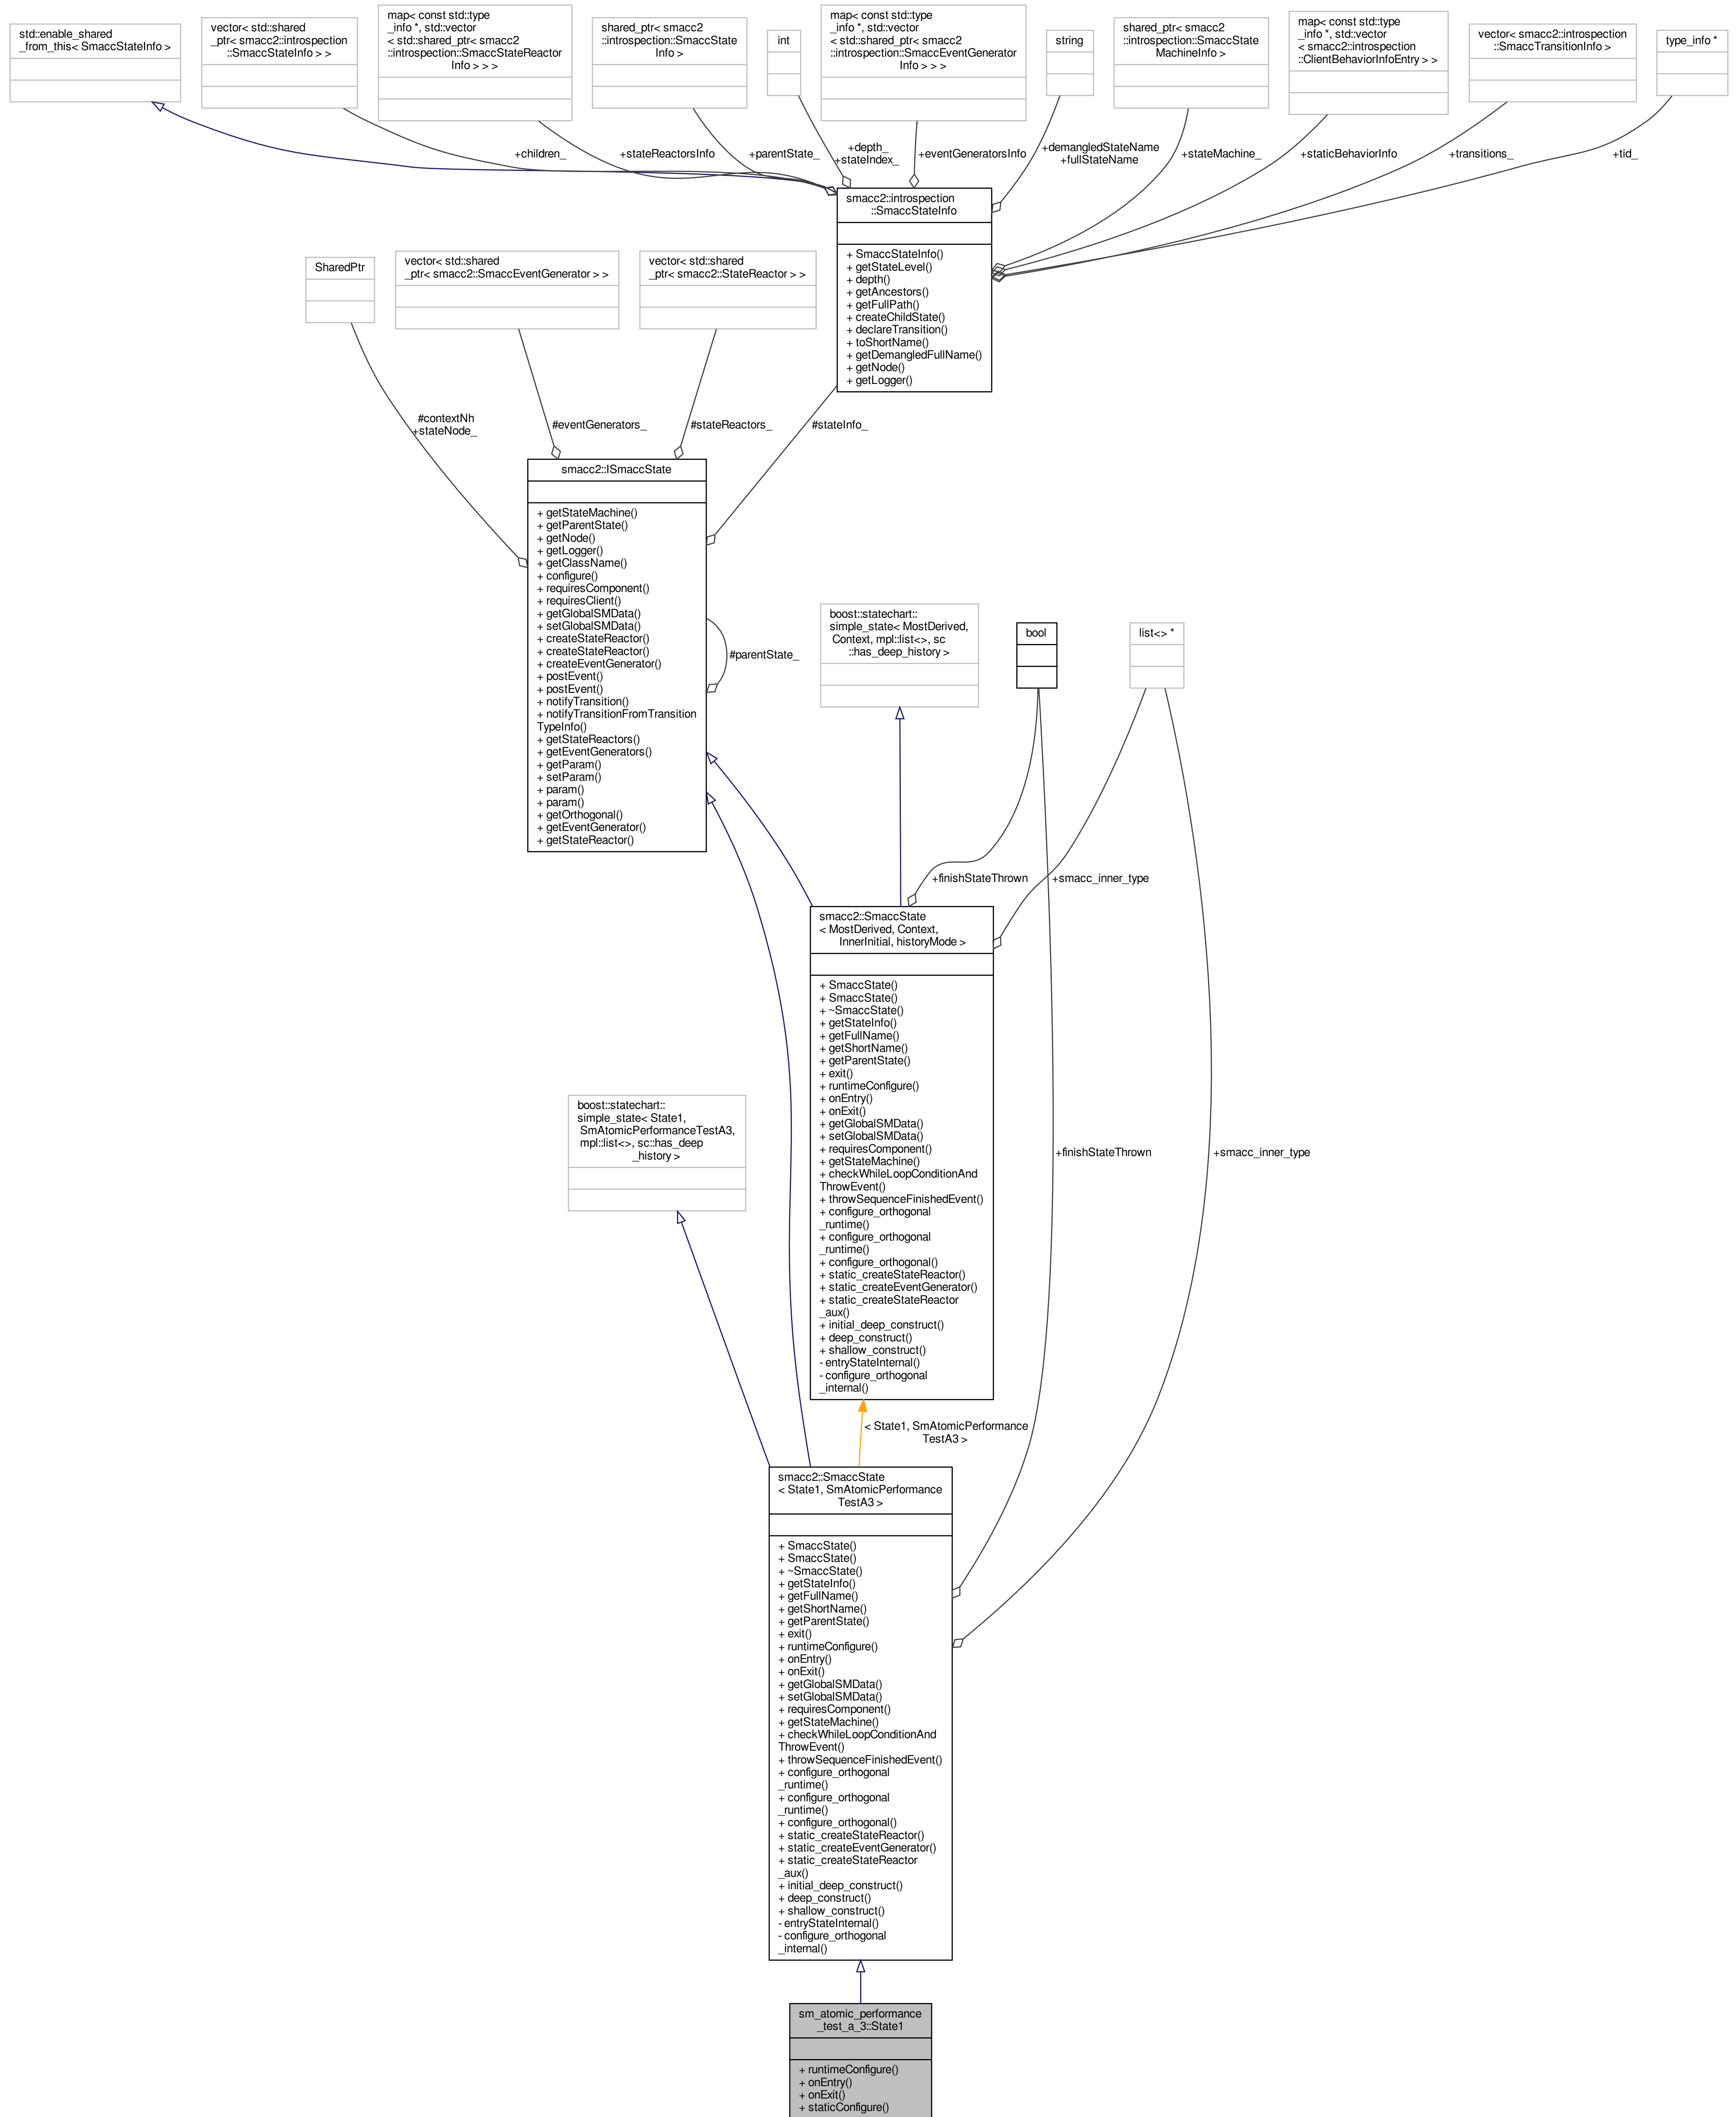 std::enable_shared
_from_this< SmaccStateInfo >
vector< std::shared
_ptr< smacc2::introspection
::SmaccStateInfo > >
map< const std::type
_info *, std::vector
< std::shared_ptr< smacc2
::introspection::SmaccStateReactor
Info > > >
shared_ptr< smacc2
::introspection::SmaccState
Info >
int
map< const std::type
_info *, std::vector
< std::shared_ptr< smacc2
::introspection::SmaccEventGenerator
Info > > >
string
shared_ptr< smacc2
::introspection::SmaccState
MachineInfo >
map< const std::type
_info *, std::vector
< smacc2::introspection
::ClientBehaviorInfoEntry > >
vector< smacc2::introspection
::SmaccTransitionInfo >
type_info *
+children_
+stateReactorsInfo
+parentState_
+depth_
+stateIndex_
+eventGeneratorsInfo
+demangledStateName
+fullStateName
+stateMachine_
+staticBehaviorInfo
+transitions_
+tid_
smacc2::introspection
::SmaccStateInfo
+ SmaccStateInfo()
+ getStateLevel()
+ depth()
+ getAncestors()
+ getFullPath()
+ createChildState()
+ declareTransition()
+ toShortName()
+ getDemangledFullName()
+ getNode()
+ getLogger()
SharedPtr
vector< std::shared
_ptr< smacc2::SmaccEventGenerator > >
vector< std::shared
_ptr< smacc2::StateReactor > >
#contextNh
+stateNode_
#eventGenerators_
#stateReactors_
#stateInfo_
smacc2::ISmaccState
+ getStateMachine()
+ getParentState()
+ getNode()
+ getLogger()
+ getClassName()
+ configure()
+ requiresComponent()
+ requiresClient()
+ getGlobalSMData()
+ setGlobalSMData()
+ createStateReactor()
+ createStateReactor()
+ createEventGenerator()
+ postEvent()
+ postEvent()
+ notifyTransition()
+ notifyTransitionFromTransition
TypeInfo()
+ getStateReactors()
+ getEventGenerators()
+ getParam()
+ setParam()
+ param()
+ param()
+ getOrthogonal()
+ getEventGenerator()
+ getStateReactor()
#parentState_
boost::statechart::
simple_state< MostDerived,
Context, mpl::list<>, sc
::has_deep_history >
bool
list<> *
+finishStateThrown
+smacc_inner_type
smacc2::SmaccState
< MostDerived, Context,
InnerInitial, historyMode >
+ SmaccState()
+ SmaccState()
+ ~SmaccState()
+ getStateInfo()
+ getFullName()
+ getShortName()
+ getParentState()
+ exit()
+ runtimeConfigure()
+ onEntry()
+ onExit()
+ getGlobalSMData()
+ setGlobalSMData()
+ requiresComponent()
+ getStateMachine()
+ checkWhileLoopConditionAnd
ThrowEvent()
+ throwSequenceFinishedEvent()
+ configure_orthogonal
_runtime()
+ configure_orthogonal
_runtime()
+ configure_orthogonal()
+ static_createStateReactor()
+ static_createEventGenerator()
+ static_createStateReactor
_aux()
+ initial_deep_construct()
+ deep_construct()
+ shallow_construct()
- entryStateInternal()
- configure_orthogonal
_internal()
boost::statechart::
simple_state< State1,
SmAtomicPerformanceTestA3,
mpl::list<>, sc::has_deep
_history >
+finishStateThrown
+smacc_inner_type
< State1, SmAtomicPerformance
TestA3 >
smacc2::SmaccState
< State1, SmAtomicPerformance
TestA3 >
+ SmaccState()
+ SmaccState()
+ ~SmaccState()
+ getStateInfo()
+ getFullName()
+ getShortName()
+ getParentState()
+ exit()
+ runtimeConfigure()
+ onEntry()
+ onExit()
+ getGlobalSMData()
+ setGlobalSMData()
+ requiresComponent()
+ getStateMachine()
+ checkWhileLoopConditionAnd
ThrowEvent()
+ throwSequenceFinishedEvent()
+ configure_orthogonal
_runtime()
+ configure_orthogonal
_runtime()
+ configure_orthogonal()
+ static_createStateReactor()
+ static_createEventGenerator()
+ static_createStateReactor
_aux()
+ initial_deep_construct()
+ deep_construct()
+ shallow_construct()
- entryStateInternal()
- configure_orthogonal
_internal()
sm_atomic_performance
_test_a_3::State1
+ runtimeConfigure()
+ onEntry()
+ onExit()
+ staticConfigure()